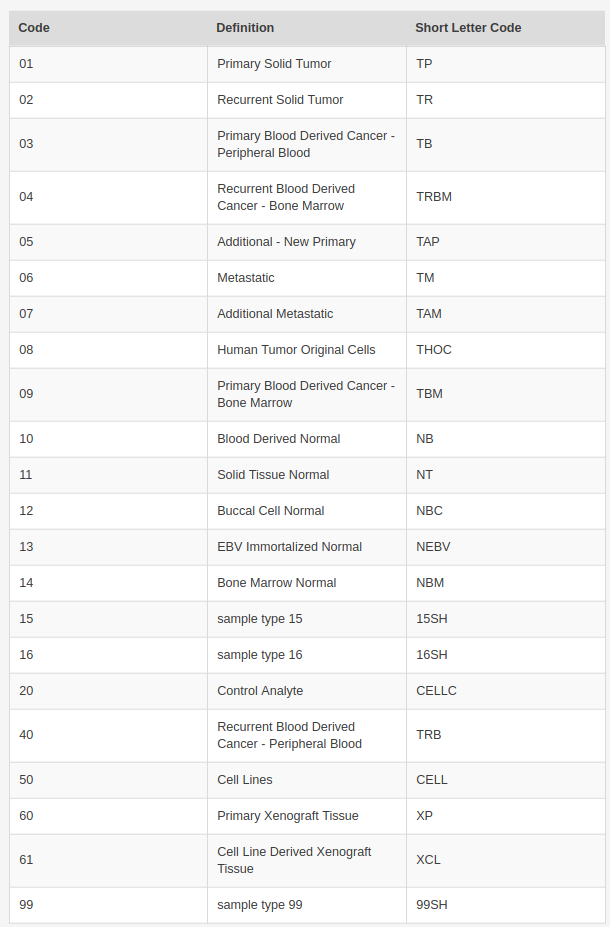 Code Definition Short Letter Code
01 Primary Solid Tumor TP
02 Recurrent Solid Tumor TR
03 Primary Blood Derived Cancer -
Peripheral Blood TB
04 Recurrent Blood Derived
Cancer - Bone Marrow TRBM
05 Additional - New Primary TAP
06 Metastatic TM
07 Additional Metastatic TAM
08 Human Tumor Original Cells THOC
09 Primary Blood Derived Cancer -
Bone Marrow TBM
10 Blood Derived Normal NB
11 Solid Tissue Normal NT
12 Buccal Cell Normal NBC
13 EBV Immortalized Normal NEBV
14 Bone Marrow Normal NBM
15 sample type 15 15SH
16 sample type 16 16SH
20 Control Analyte CELLC
40 Recurrent Blood Derived
Cancer - Peripheral Blood TRB
50 Cell Lines CELL
60 Primary Xenograft Tissue XP
61 Cell Line Derived Xenograft
Tissue XCL
99 sample type 99 99SH